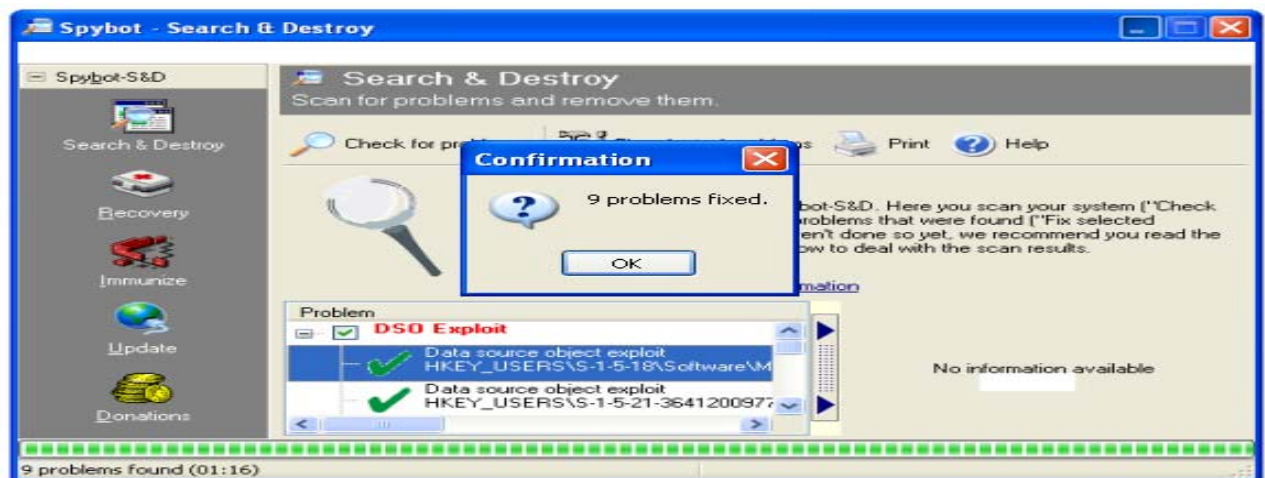 Spybot - Search & Destroy
Spybot-S&D
Search & Destroy
Recovery
Immunize
Update
Donations
Search & Destroy
Scan for problems and remove them.
Check for pr
Print
Help
Confirmation
9 problems fixed.
OK
bot-S&D. Here you scan your system ("Check
roblems that were found ("Fix selected
en't done so yet, we recommend you read the
ow to deal with the scan results.
mation
Problem
DSO Exploit
Data source object exploit
HKEY_USERS\S-1-5-18\Software\M
Data source object exploit
HKEY_USERS\S-1-5-21-3641200977
No information available
9 problems found (01:16)